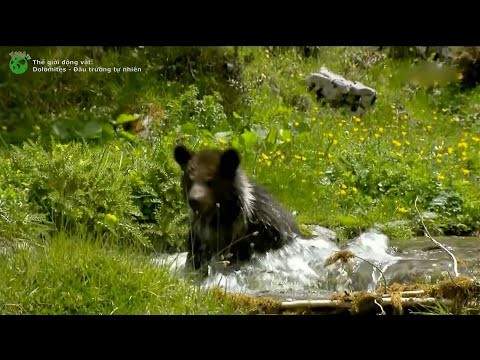 Thế giới động vật:
Dolomites - Đấu trường tự nhiên